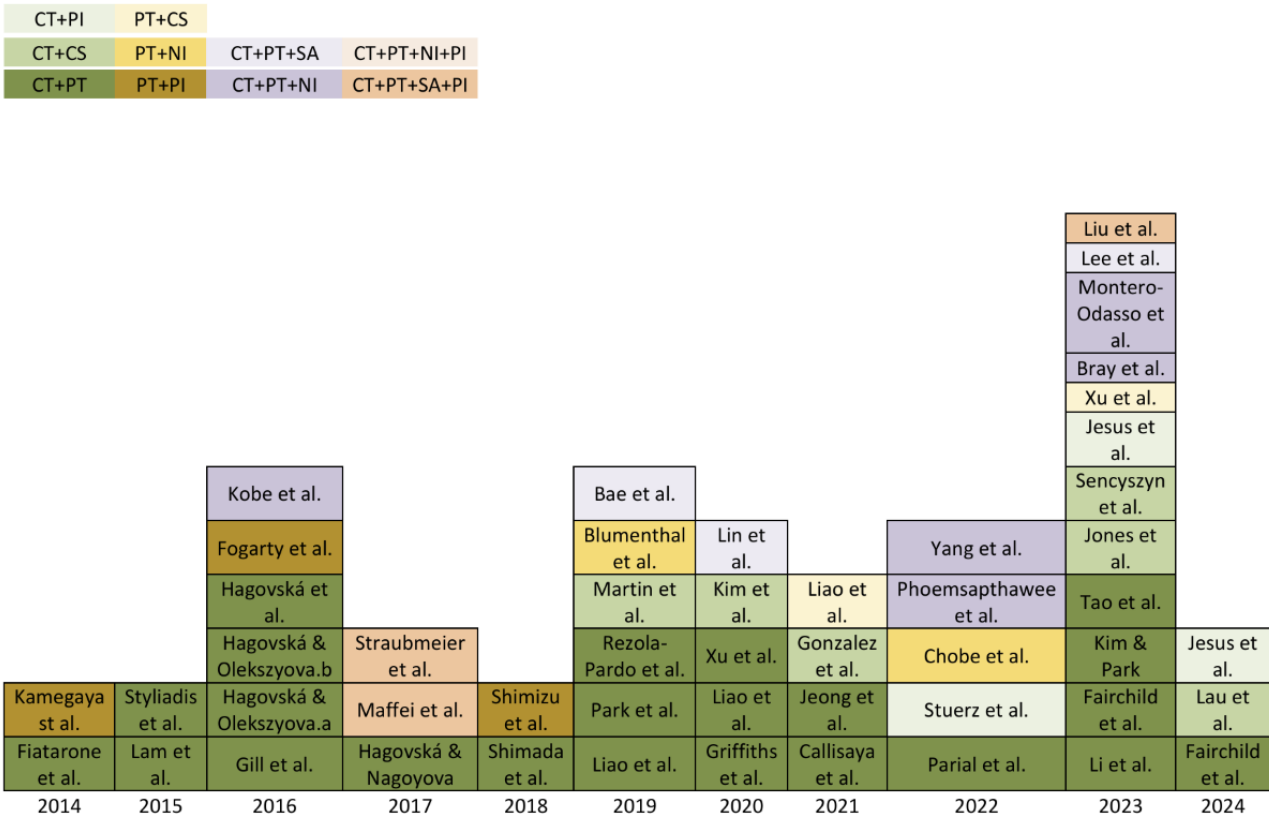 CT+PI PT+CS
CT+CS PT+NI CT+PT+SA CT+PT+NI+PI
CT+PT PT+PI CT+PT+NI CT+PT+SA+PI
Liu et al.
Lee et al.
Montero-
Odasso et
al.
Bray et al.
Xu et al.
Jesus et
al.
Kobe et al. Bae et al. Sencyszyn
et al.
Fogarty et al. Blumenthal Lin et Yang et al. Jones et
et al. al. al.
Hagovská et Martin et Kim et Liao et Phoemsapthawee Tao et al.
al. al. al. al. et al.
Hagovská & Straubmeier Rezola- Xu et al. Gonzalez Chobe et al. Kim & Jesus et
Olekszyova.b et al. Pardo et al. et al. Park al.
Kamegaya Styliadis Hagovská & Maffei et al. Shimizu Park et al. Liao et Jeong et Stuerz et al. Fairchild Lau et
st al. et al. Olekszyova.a et al. al. al. et al. al.
Fiatarone Lam et Gill et al. Hagovská & Shimada Liao et al. Griffiths Callisaya Parial et al. Li et al. Fairchild
et al. al. Nagoyova et al. et al. et al. et al.
2014 2015 2016 2017 2018 2019 2020 2021 2022 2023 2024